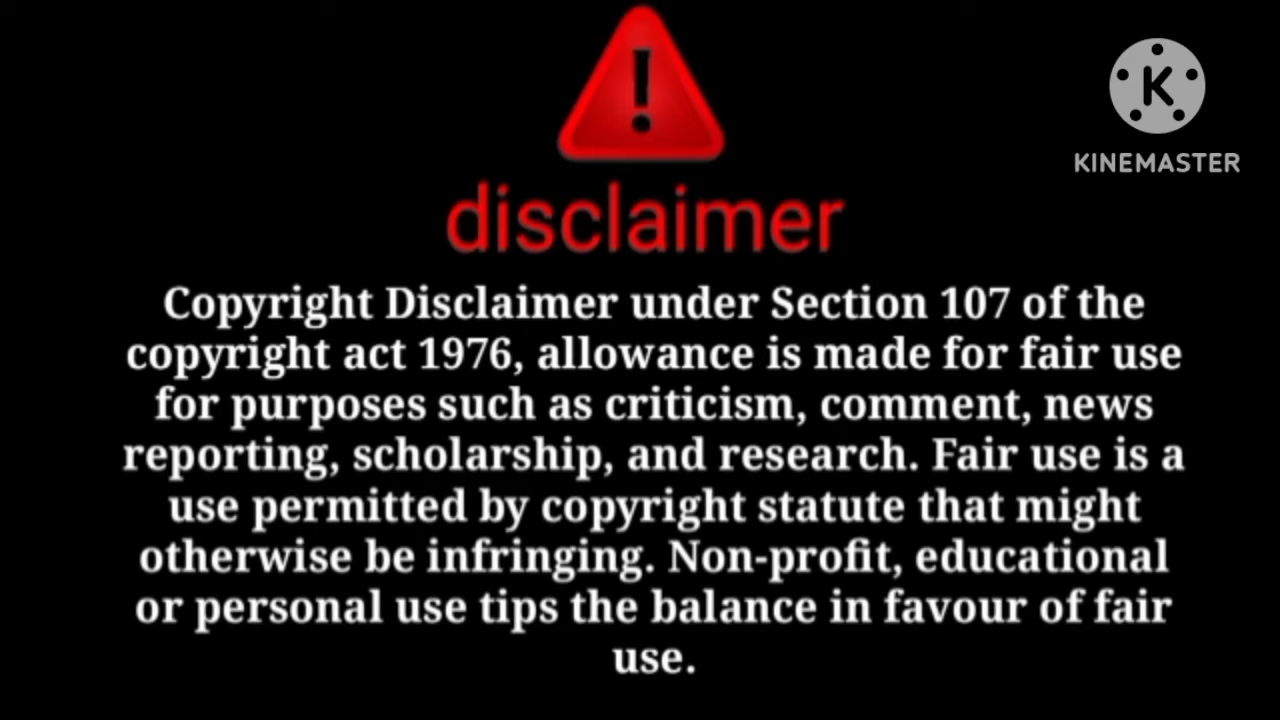 !
K
KINEMASTER
disclaimer
Copyright Disclaimer under Section 107 of the
copyright act 1976, allowance is made for fair use
for purposes such as criticism, comment, news
reporting, scholarship, and research. Fair use is a
use permitted by copyright statute that might
otherwise be infringing. Non-profit, educational
or personal use tips the balance in favour of fair
use.